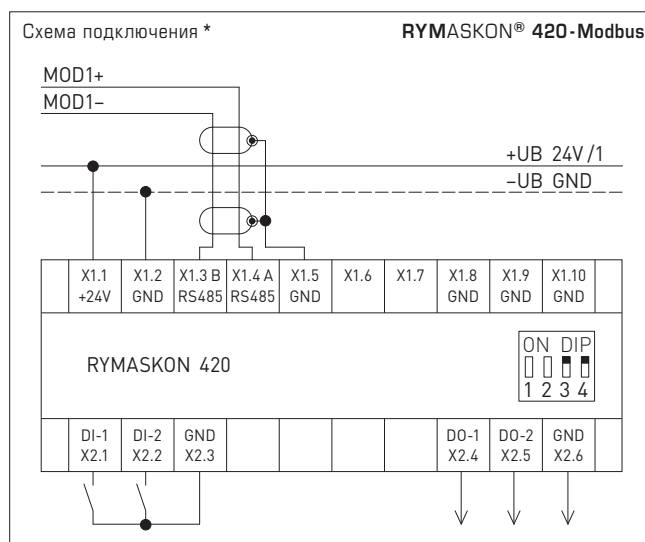 Схема подключения * RYMASKON® 420-Modbus
MOD1+
MOD1–
+UB 24V/1
–UB GND
X1.1 X1.2 X1.3 B X1.4 A X1.5 X1.6 X1.7 X1.8 X1.9 X1.10
+24V GND RS485 RS485 GND GND GND GND
RYMASKON 420
ON DIP
1 2 3 4
DI-1 DI-2 GND DO-1 DO-2 GND
X2.1 X2.2 X2.3 X2.4 X2.5 X2.6